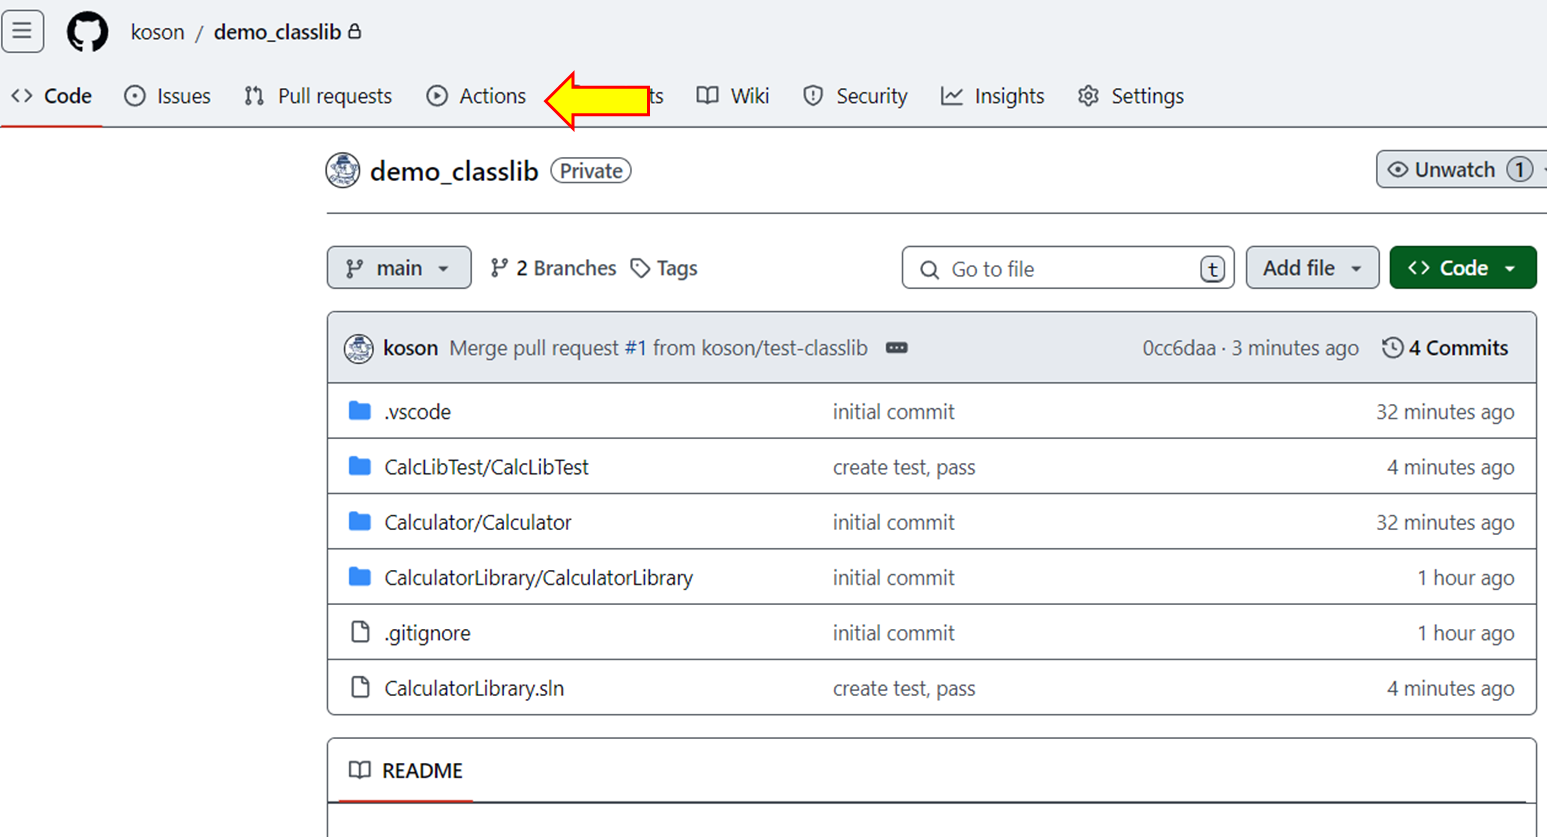 koson / demo_classlib
Code Issues Pull requests Actions ts Wiki Security Insights Settings
demo_classlib Private Unwatch 1
main 2 Branches Tags Go to file t Add file Code
koson Merge pull request #1 from koson/test-classlib 0cc6daa · 3 minutes ago 4 Commits
.vscode initial commit 32 minutes ago
CalcLibTest/CalcLibTest create test, pass 4 minutes ago
Calculator/Calculator initial commit 32 minutes ago
CalculatorLibrary/CalculatorLibrary initial commit 1 hour ago
.gitignore initial commit 1 hour ago
CalculatorLibrary.sln create test, pass 4 minutes ago
README